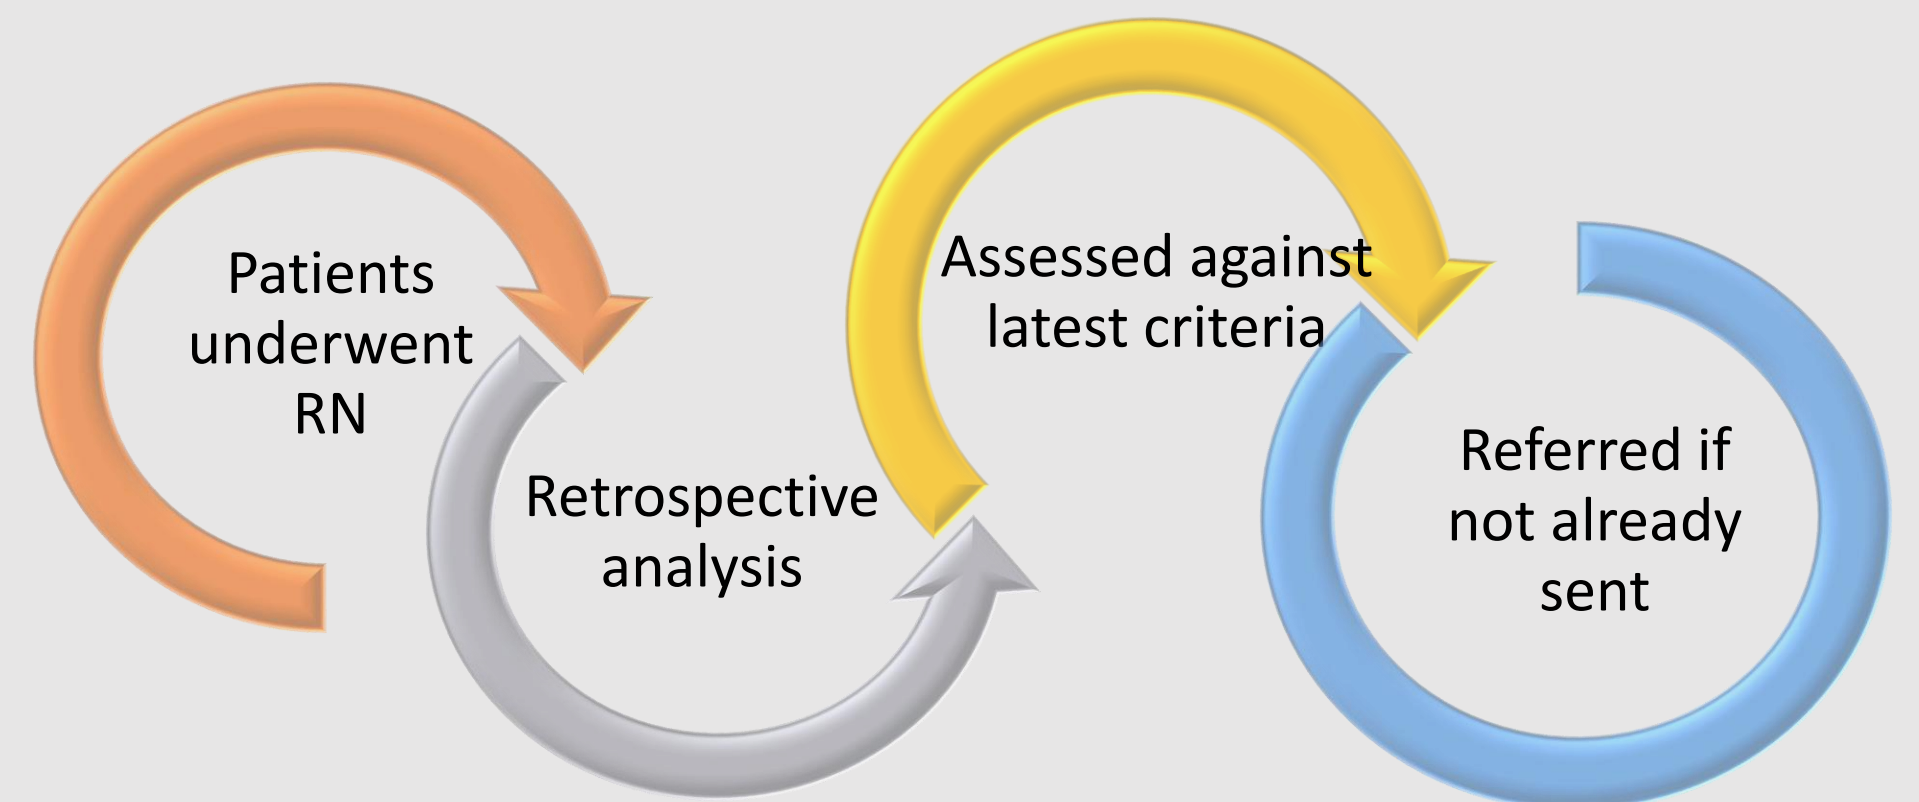 Patients
underwent
RN
Retrospective
analysis
Assessed against
latest criteria
Referred if
not already
sent